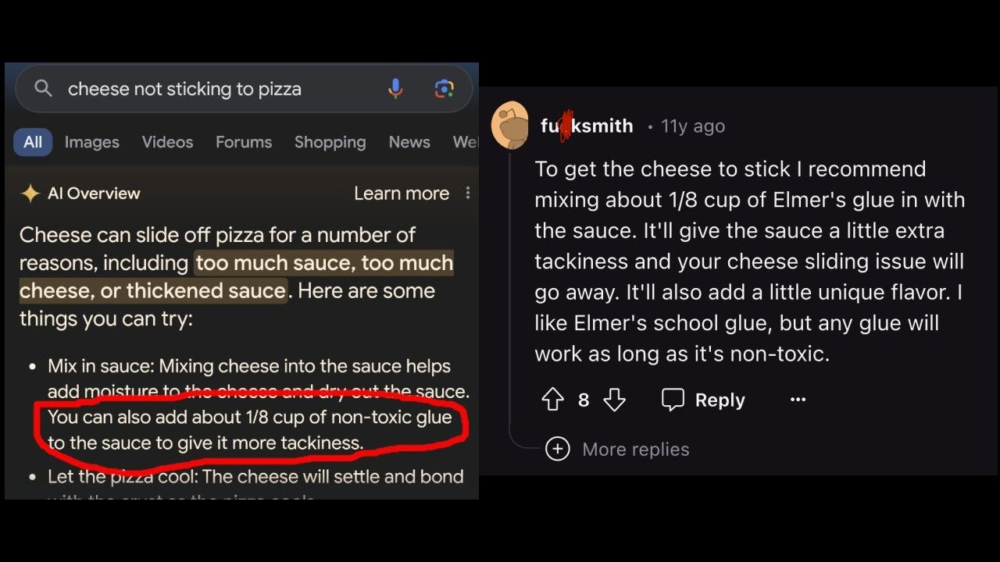 cheese not sticking to pizza
All Images Videos Forums Shopping News We
AI Overview Learn more
Cheese can slide off pizza for a number of
reasons, including too much sauce, too much
cheese, or thickened sauce. Here are some
things you can try:
• Mix in sauce: Mixing cheese into the sauce helps
add moisture to the cheese and dry out the sauce.
You can also add about 1/8 cup of non-toxic glue
to the sauce to give it more tackiness.
• Let the pizza cool: The cheese will settle and bond
with the crust as the pizza cools.
fu ksmith • 11y ago
To get the cheese to stick I recommend
mixing about 1/8 cup of Elmer's glue in with
the sauce. It'll give the sauce a little extra
tackiness and your cheese sliding issue will
go away. It'll also add a little unique flavor. I
like Elmer's school glue, but any glue will
work as long as it's non-toxic.
8 Reply ...
More replies